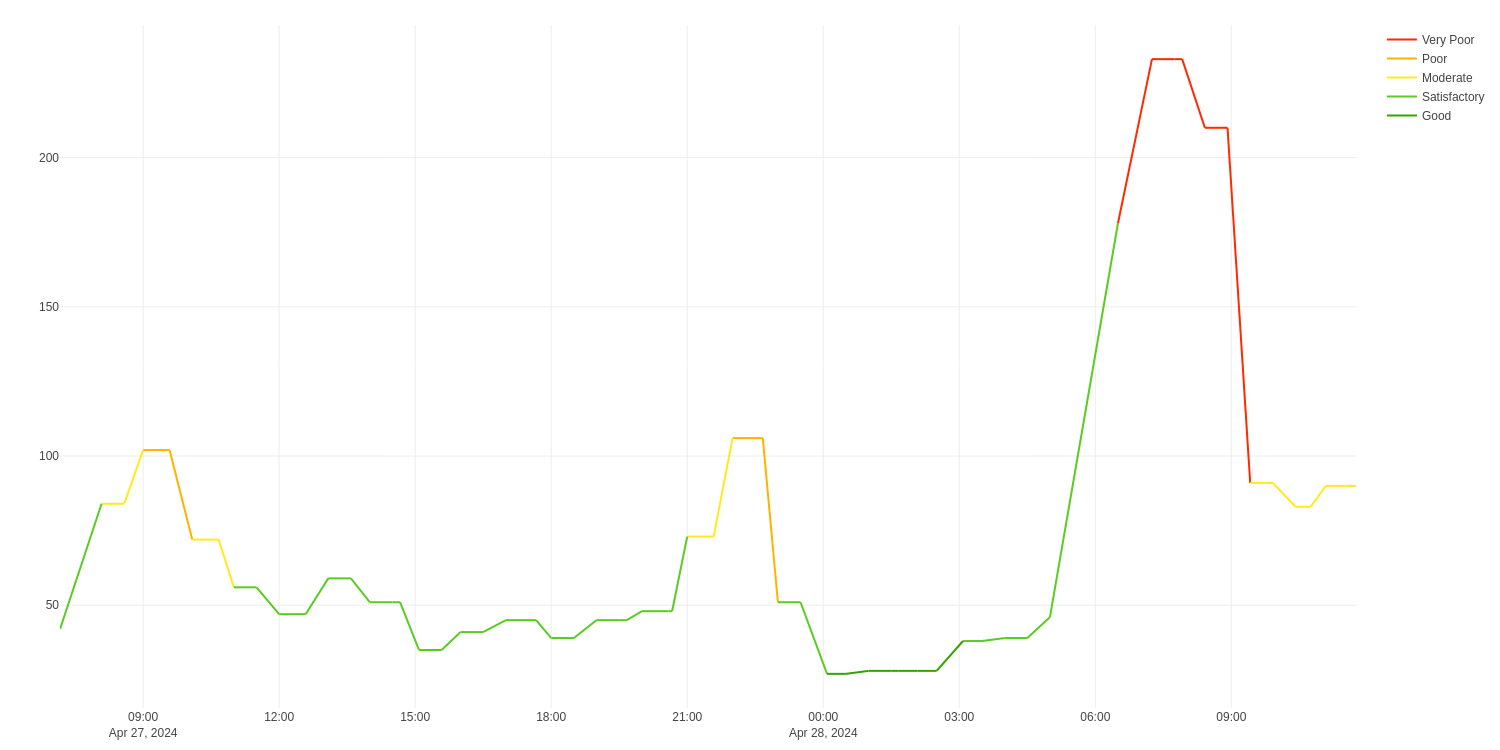 200
150
100
50
09:00
Apr 27, 2024
12:00
15:00
18:00
21:00
00:00
Apr 28, 2024
03:00
06:00
09:00
Very Poor
Poor
Moderate
Satisfactory
Good